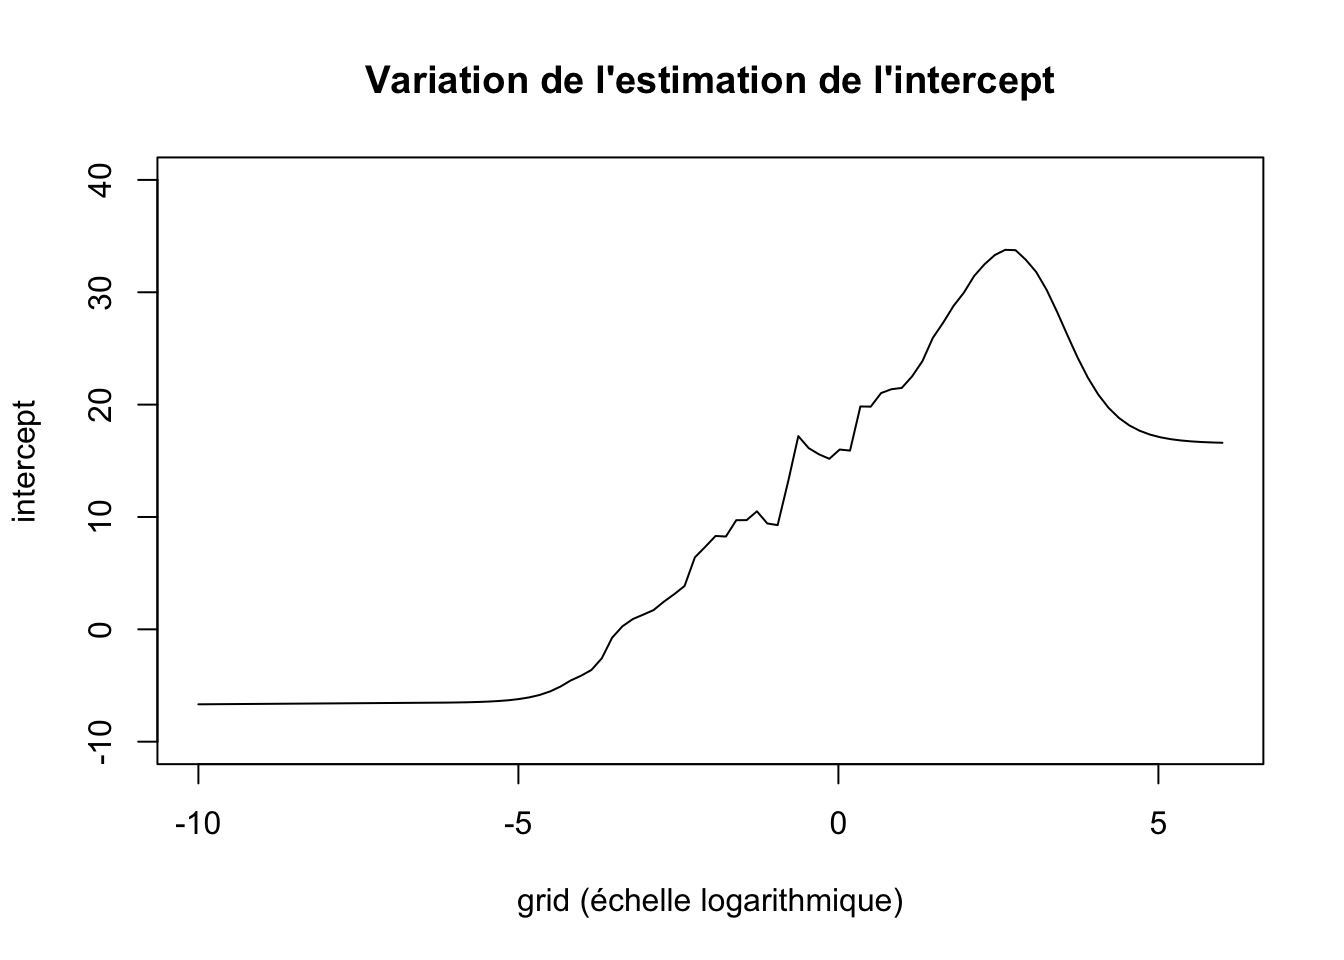 Variation de l'estimation de l'intercept
intercept
40
30
20
10
0
-10
-10 -5 0 5
grid (échelle logarithmique)